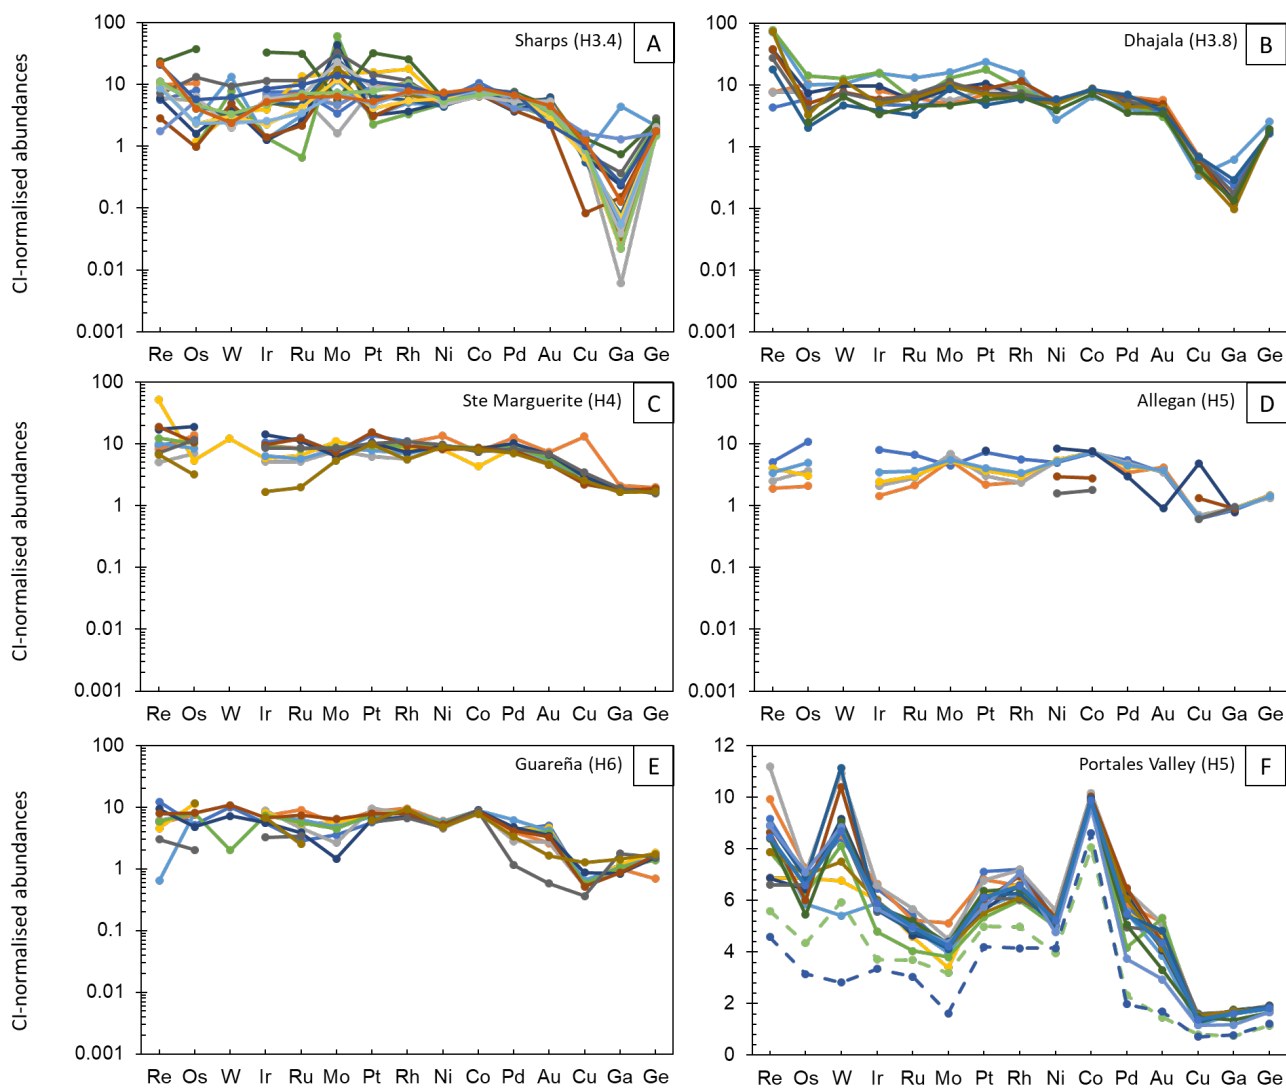 Sharps (H3.4) A
CI-normalised abundances
100
10
1
0.1
0.01
0.001
Re Os W Ir Ru Mo Pt Rh Ni Co Pd Au Cu Ga Ge
Dhajala (H3.8) B
100
10
1
0.1
0.01
0.001
Re Os W Ir Ru Mo Pt Rh Ni Co Pd Au Cu Ga Ge
Ste Marguerite (H4) C
CI-normalised abundances
100
10
1
0.1
0.01
0.001
Re Os W Ir Ru Mo Pt Rh Ni Co Pd Au Cu Ga Ge
Allegan (H5) D
100
10
1
0.1
0.01
0.001
Re Os W Ir Ru Mo Pt Rh Ni Co Pd Au Cu Ga Ge
Guareña (H6) E
CI-normalised abundances
100
10
1
0.1
0.01
0.001
Re Os W Ir Ru Mo Pt Rh Ni Co Pd Au Cu Ga Ge
Portales Valley (H5) F
12
10
8
6
4
2
0
Re Os W Ir Ru Mo Pt Rh Ni Co Pd Au Cu Ga Ge